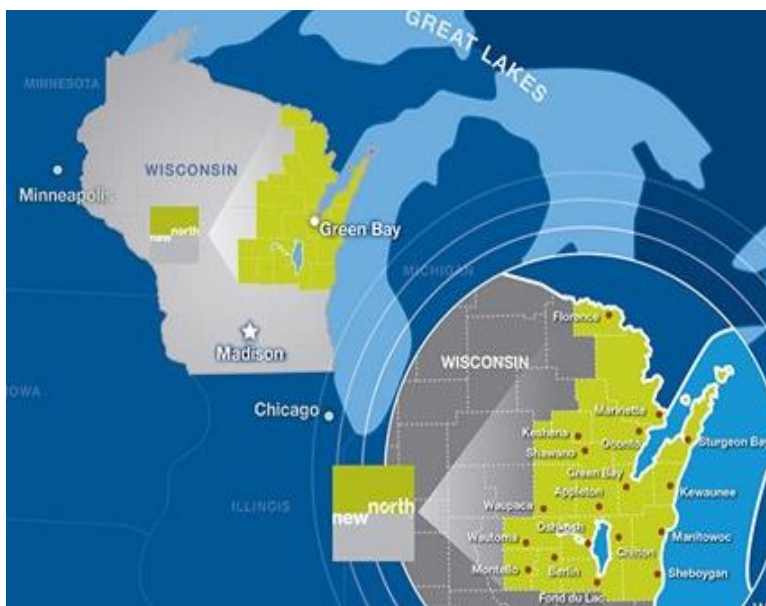 GREAT LAKES
MINNESOTA
WISCONSIN
Minneapolis
new north
Green Bay
MICHIGAN
Madison
IOWA
Chicago
ILLINOIS
Florence
WISCONSIN
Marinette
Keshena
Oconto
Sturgeon Bay
Shawano
Green Bay
Appleton
Kewaunee
Waupaca
new north
Oshkosh
Wautoma
Chilton
Manitowoc
Montello
Berlin
Sheboygan
Fond du Lac